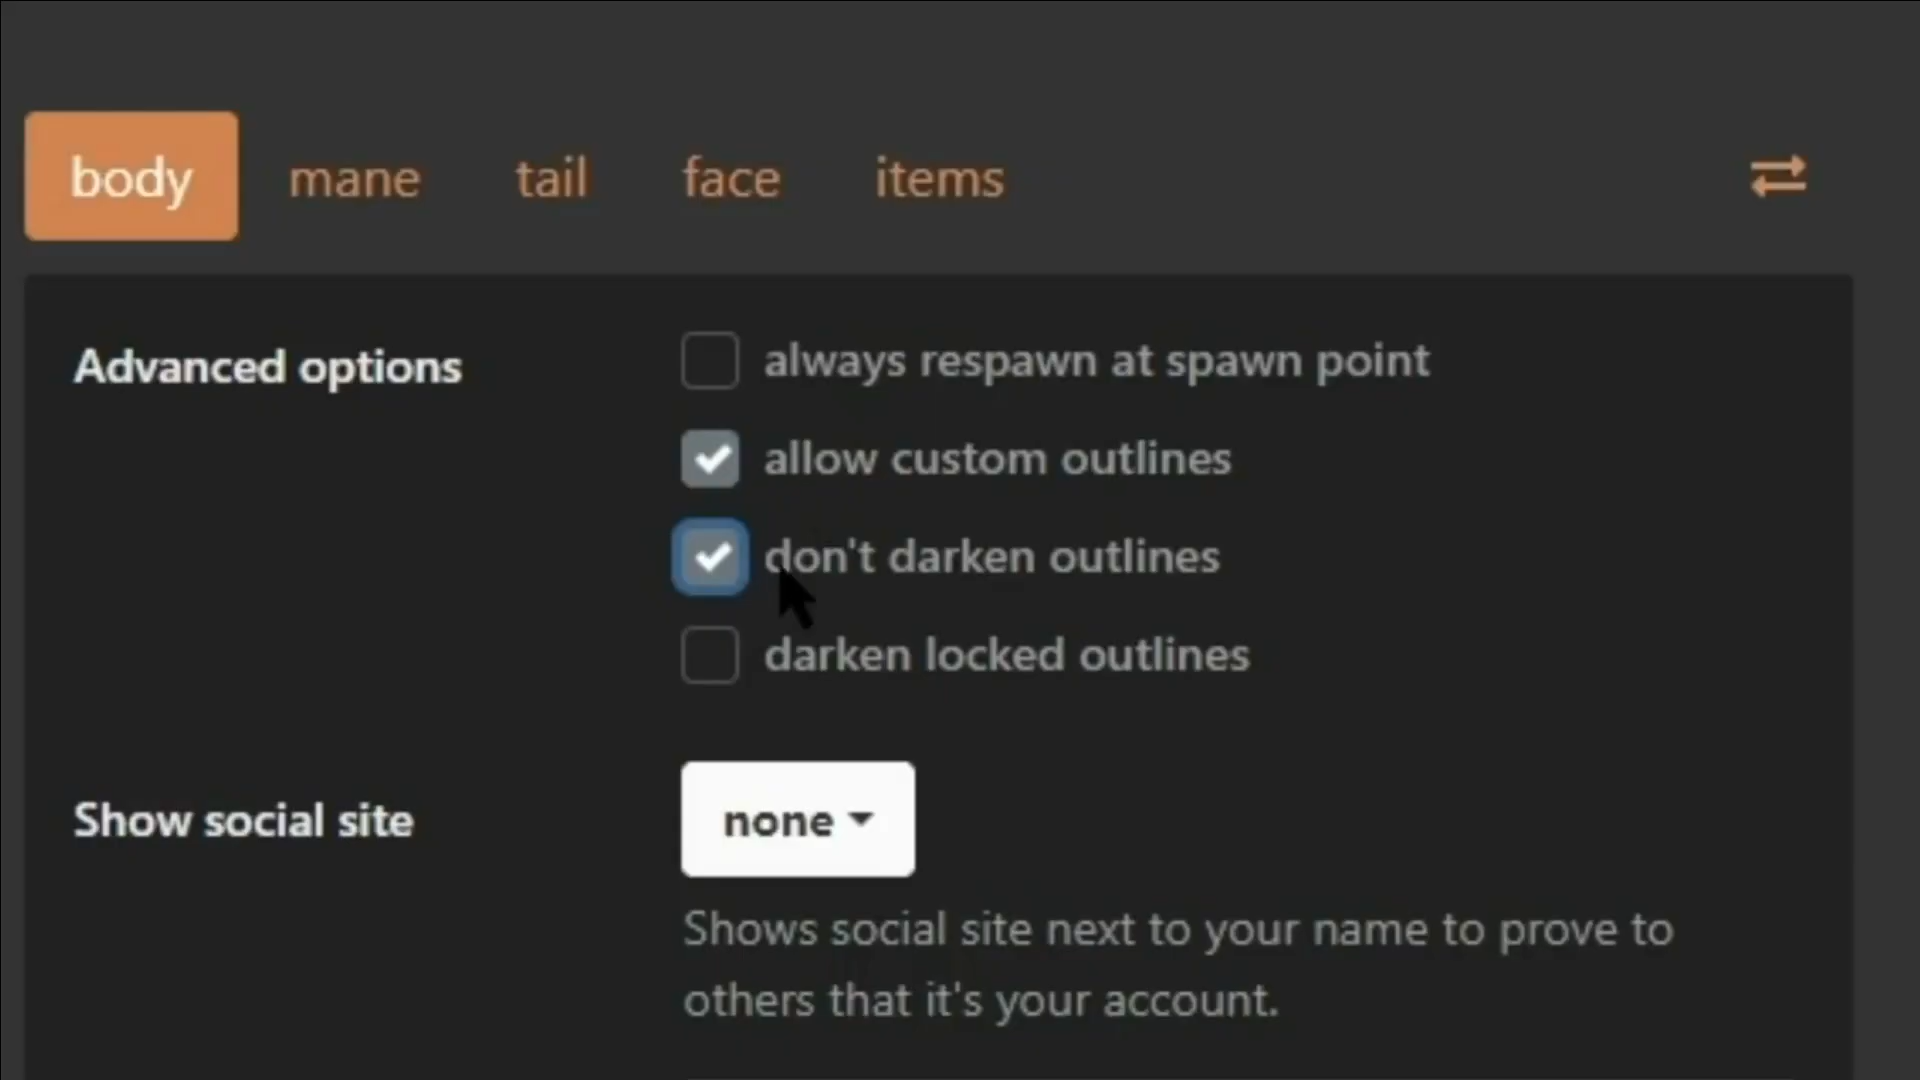 body mane tail face items
Advanced options
always respawn at spawn point
allow custom outlines
don't darken outlines
darken locked outlines
Show social site
none
Shows social site next to your name to prove to
others that it's your account.